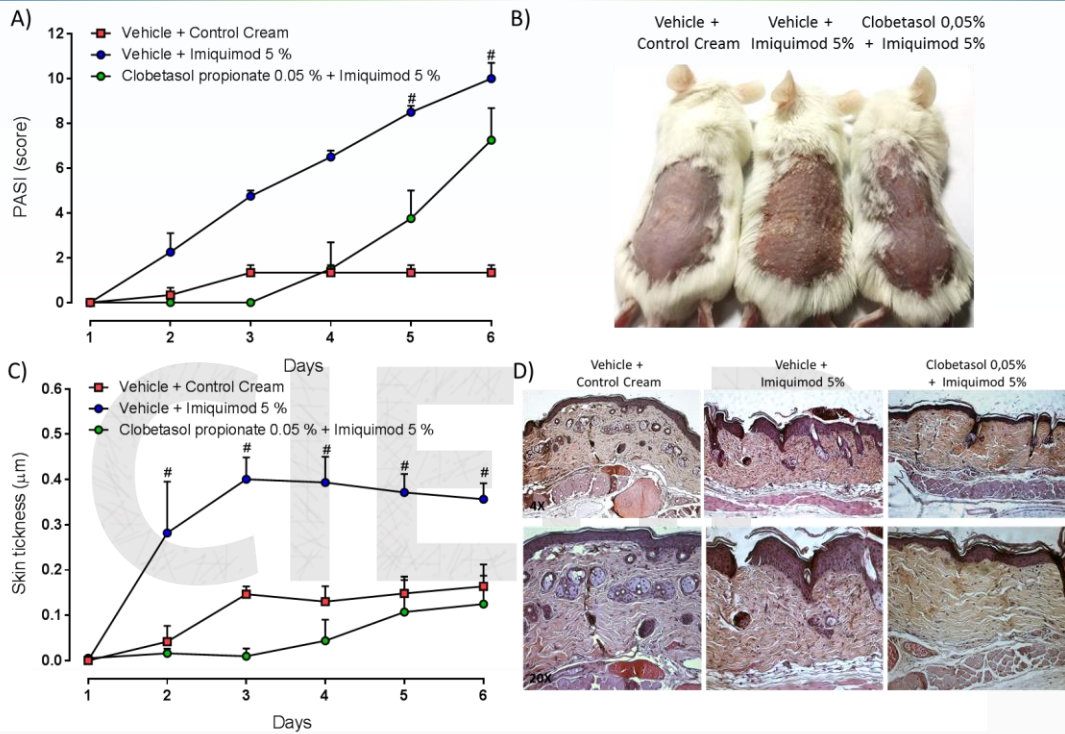 A)
Vehicle + Control Cream
Vehicle + Imiquimod 5 %
Clobetasol propionate 0.05 % + Imiquimod 5 %
12
10
8
6
4
2
0
PASI (score)
# #
1 2 3 4 5 6
Days
B)
Vehicle + Control Cream
Vehicle + Imiquimod 5%
Clobetasol 0,05% + Imiquimod 5%
C)
Vehicle + Control Cream
Vehicle + Imiquimod 5 %
Clobetasol propionate 0.05 % + Imiquimod 5 %
0.6
0.5
0.4
0.3
0.2
0.1
0.0
Skin tickness (μm)
# # # # #
1 2 3 4 5 6
Days
D)
Vehicle + Control Cream
Vehicle + Imiquimod 5%
Clobetasol 0,05% + Imiquimod 5%
4X
20X